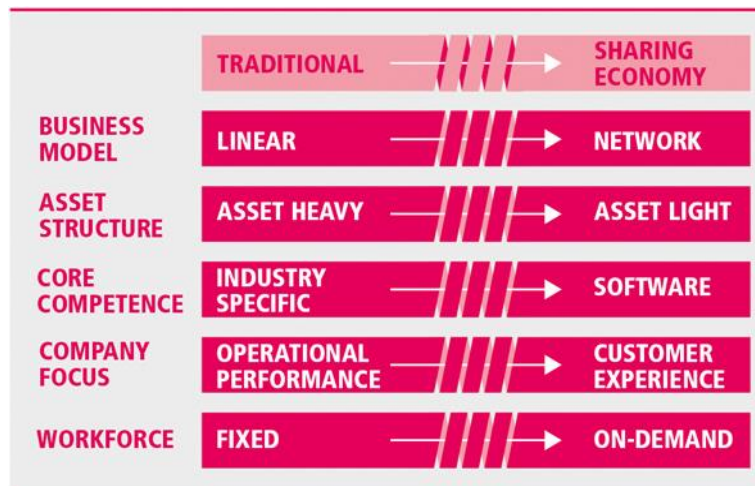 TRADITIONAL
SHARING
ECONOMY
BUSINESS
MODEL
LINEAR
NETWORK
ASSET
STRUCTURE
ASSET HEAVY
ASSET LIGHT
CORE
COMPETENCE
INDUSTRY
SPECIFIC
SOFTWARE
COMPANY
FOCUS
OPERATIONAL
PERFORMANCE
CUSTOMER
EXPERIENCE
WORKFORCE
FIXED
ON-DEMAND